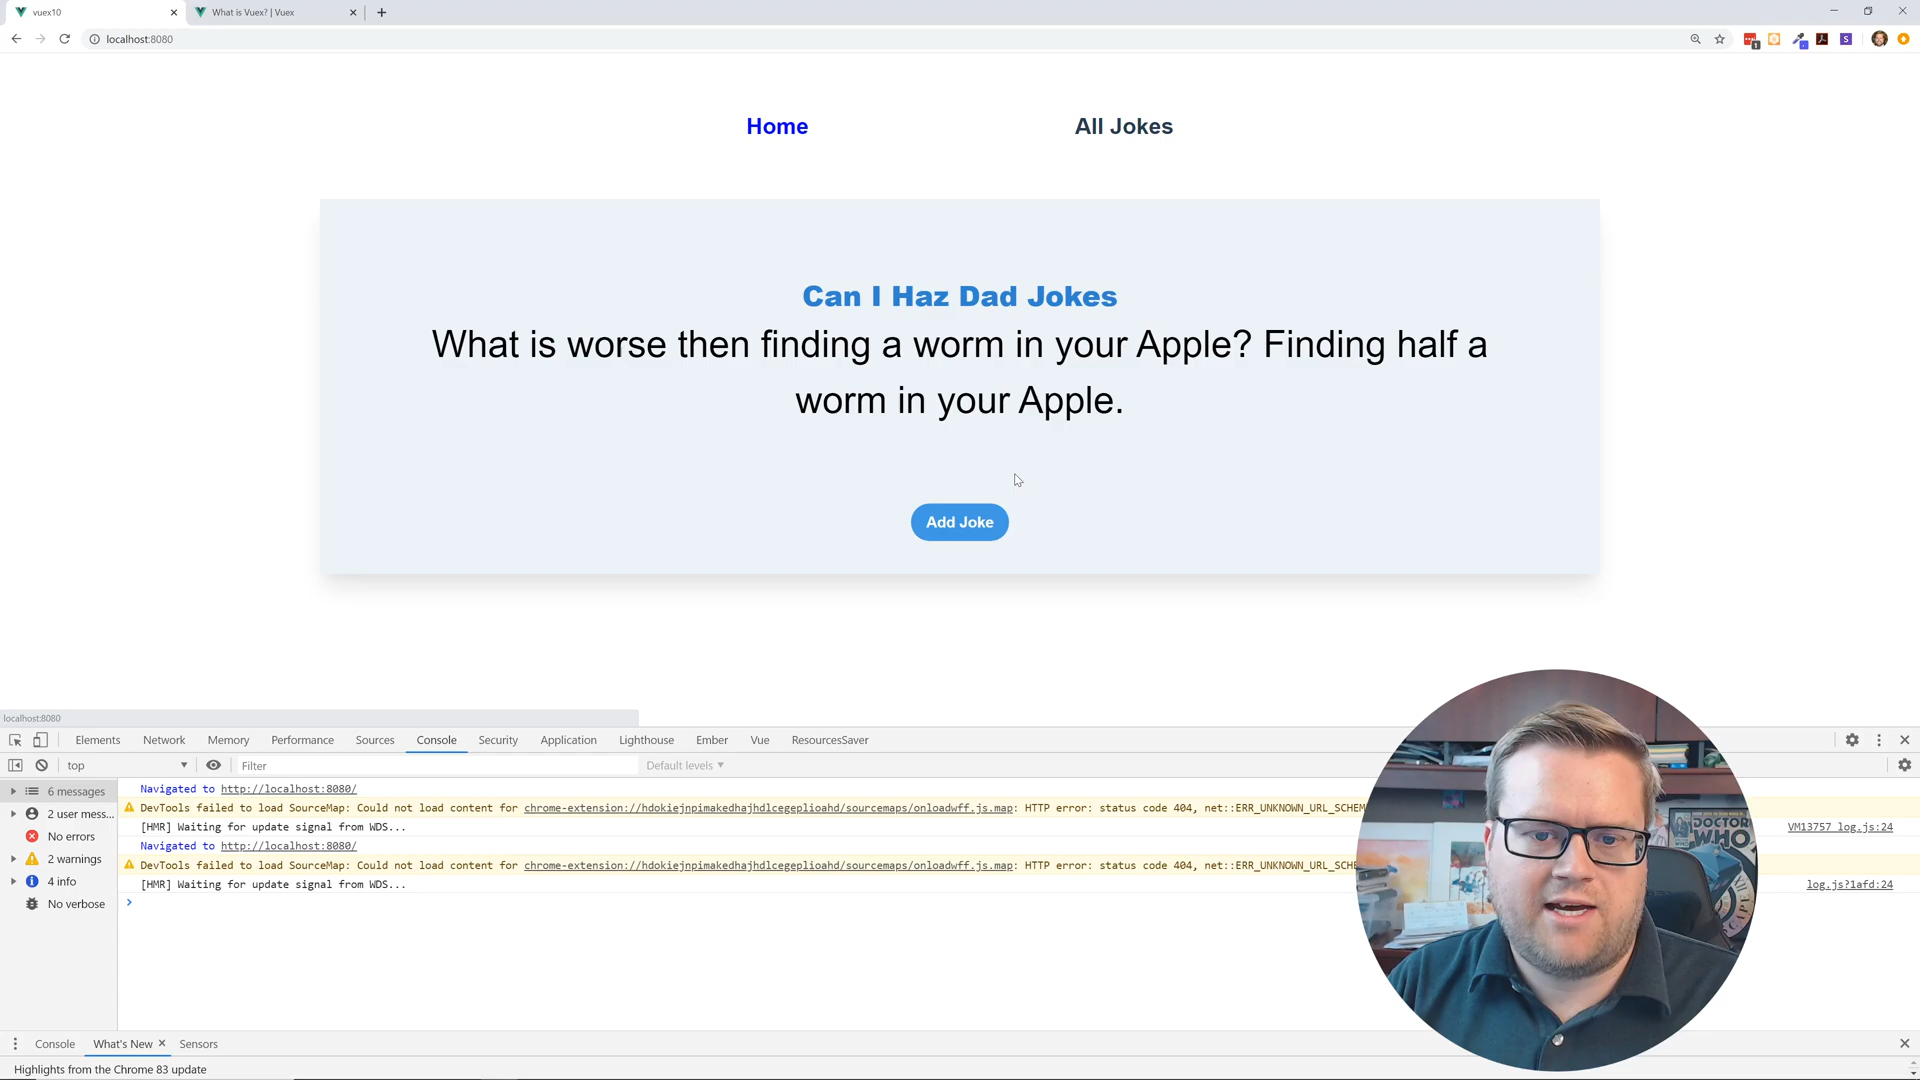 vuex10
What is Vuex? | Vuex
localhost:8080
Home
All Jokes
Can I Haz Dad Jokes
What is worse then finding a worm in your Apple? Finding half a
worm in your Apple.
Add Joke
localhost:8080
Elements Network Memory Performance Sources Console Security Application Lighthouse Ember Vue ResourcesSaver
top
Filter
Default levels
6 messages
2 user mess...
No errors
2 warnings
4 info
No verbose
Navigated to http://localhost:8080/
DevTools failed to load SourceMap: Could not load content for chrome-extension://hdokiejnpimakedhajhdlcegeplioahd/sourcemaps/onloadwff.js.map: HTTP error: status code 404, net::ERR_UNKNOWN_URL_SCHEM
[HMR] Waiting for update signal from WDS... VM13757 log.js:24
Navigated to http://localhost:8080/
DevTools failed to load SourceMap: Could not load content for chrome-extension://hdokiejnpimakedhajhdlcegeplioahd/sourcemaps/onloadwff.js.map: HTTP error: status code 404, net::ERR_UNKNOWN_URL_SCHE
[HMR] Waiting for update signal from WDS... log.js?1afd:24
DOCTOR
WHO
Console What's New Sensors
Highlights from the Chrome 83 update